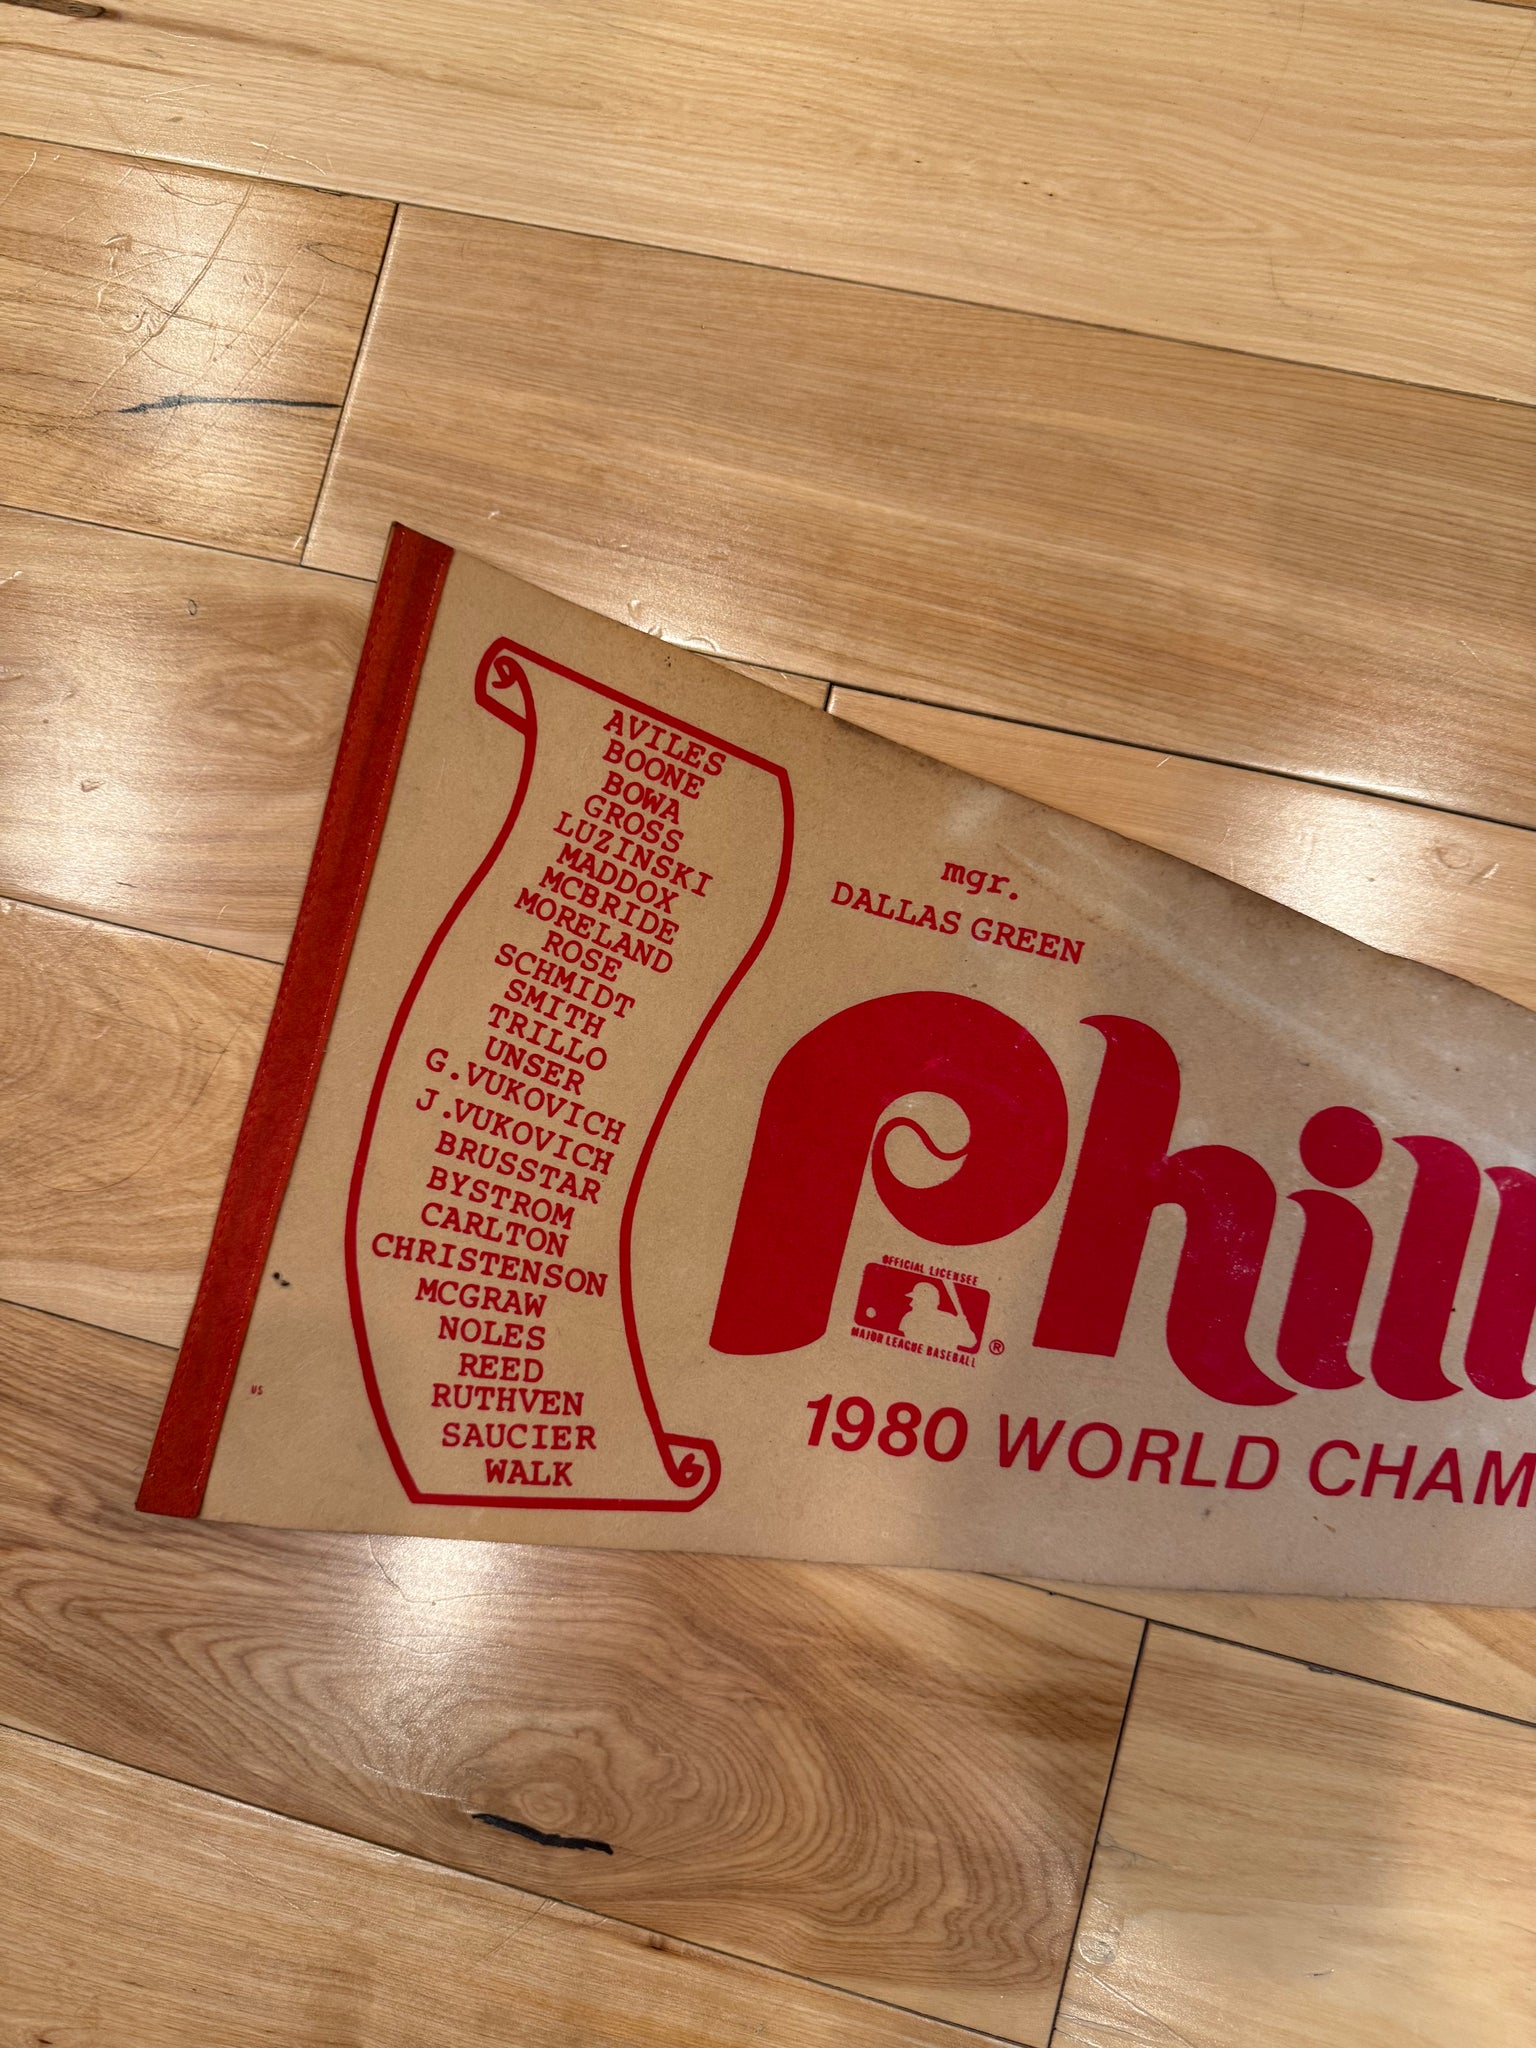 AVILES
BOONE
BOWA
GROSS
LUZINSKI
MADDOX
MCBRIDE
MORELAND
ROSE
SCHMIDT
SMITH
TRILLO
UNSER
G.VUKOVICH
J.VUKOVICH
BRUSSTAR
BYSTROM
CARLTON
CHRISTENSON
MCGRAW
NOLES
REED
RUTHVEN
SAUCIER
WALK
US
mgr.
DALLAS GREEN
Phill
OFFICIAL LICENSEE
MAJOR LEAGUE BASEBALL ®
1980 WORLD CHAM